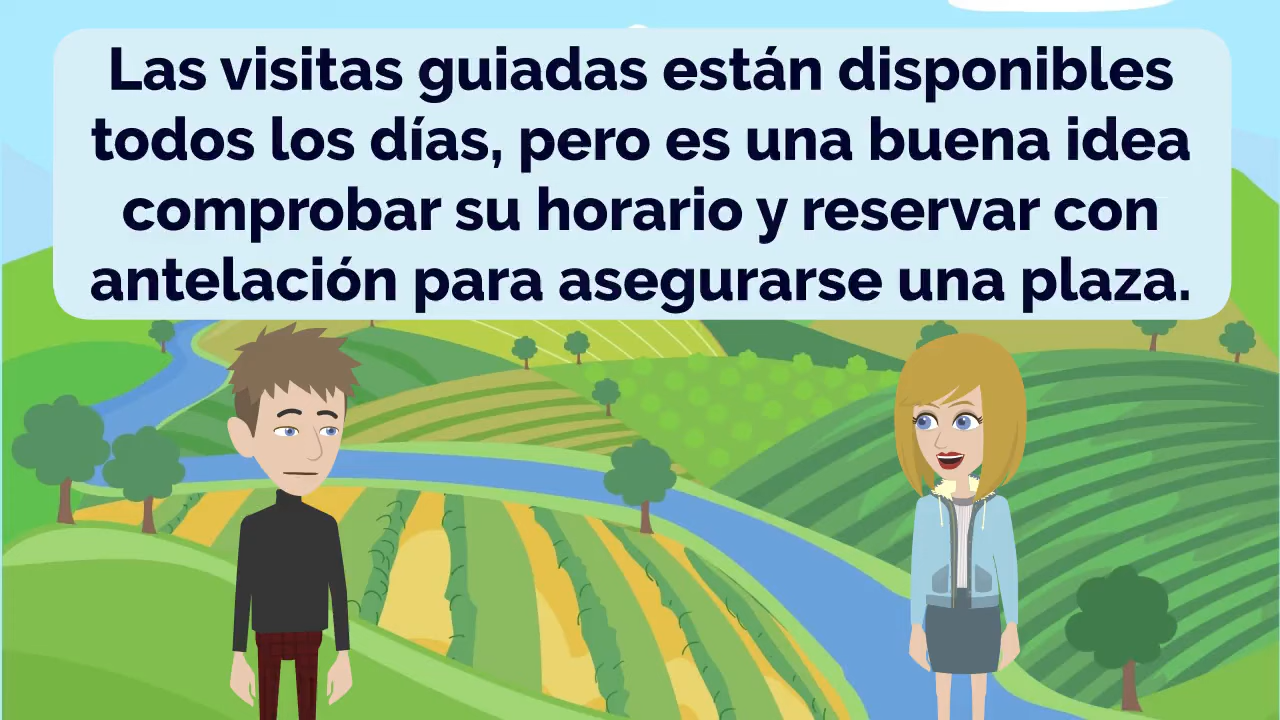 Las visitas guiadas están disponibles
todos los días, pero es una buena idea
comprobar su horario y reservar con
antelación para asegurarse una plaza.